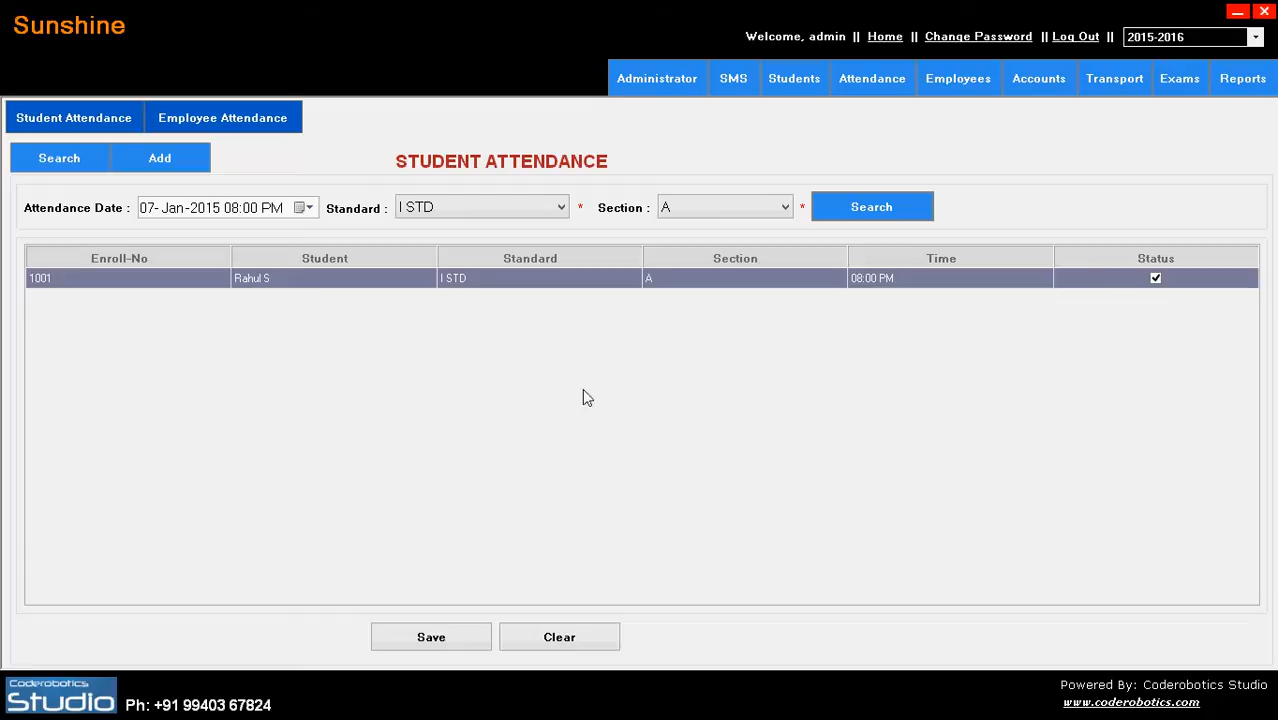 Sunshine
Welcome, admin || Home || Change Password || Log Out || 2015-2016
Administrator SMS Students Attendance Employees Accounts Transport Exams Reports
Student Attendance Employee Attendance
Search Add STUDENT ATTENDANCE
Attendance Date : 07-Jan-2015 08:00 PM Standard : I STD * Section : A * Search
Enroll-No Student Standard Section Time Status
1001 Rahul S I STD A 08:00 PM
Save Clear
Coderobotics Studio Ph: +91 99403 67824
Powered By: Coderobotics Studio
www.coderobotics.com